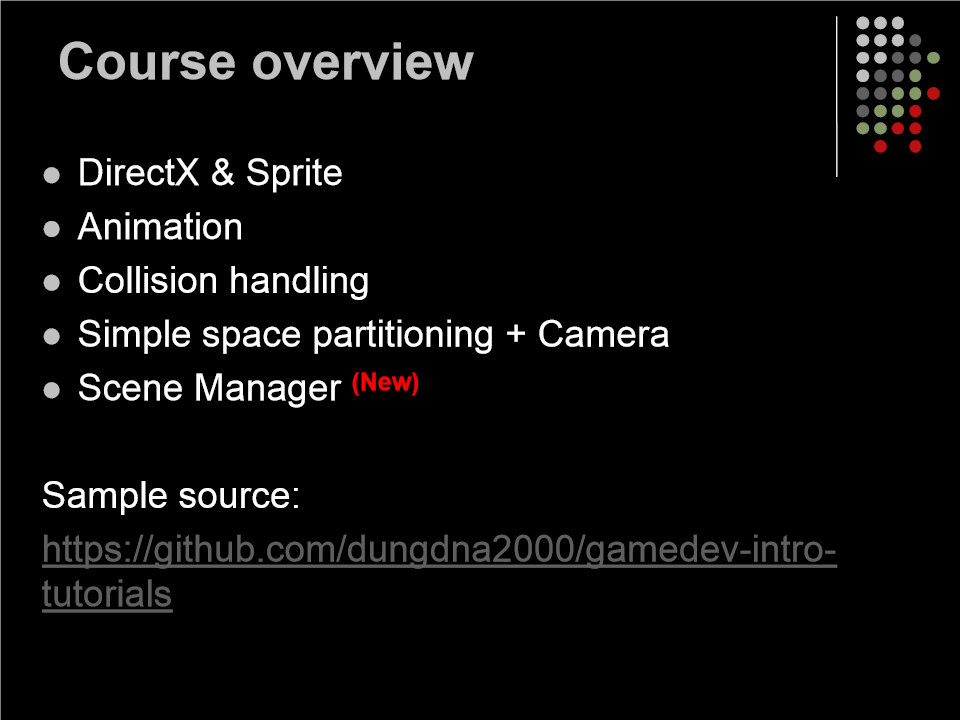 Course overview
DirectX & Sprite
Animation
Collision handling
Simple space partitioning + Camera
Scene Manager (New)
Sample source:
https://github.com/dungdna2000/gamedev-intro-
tutorials